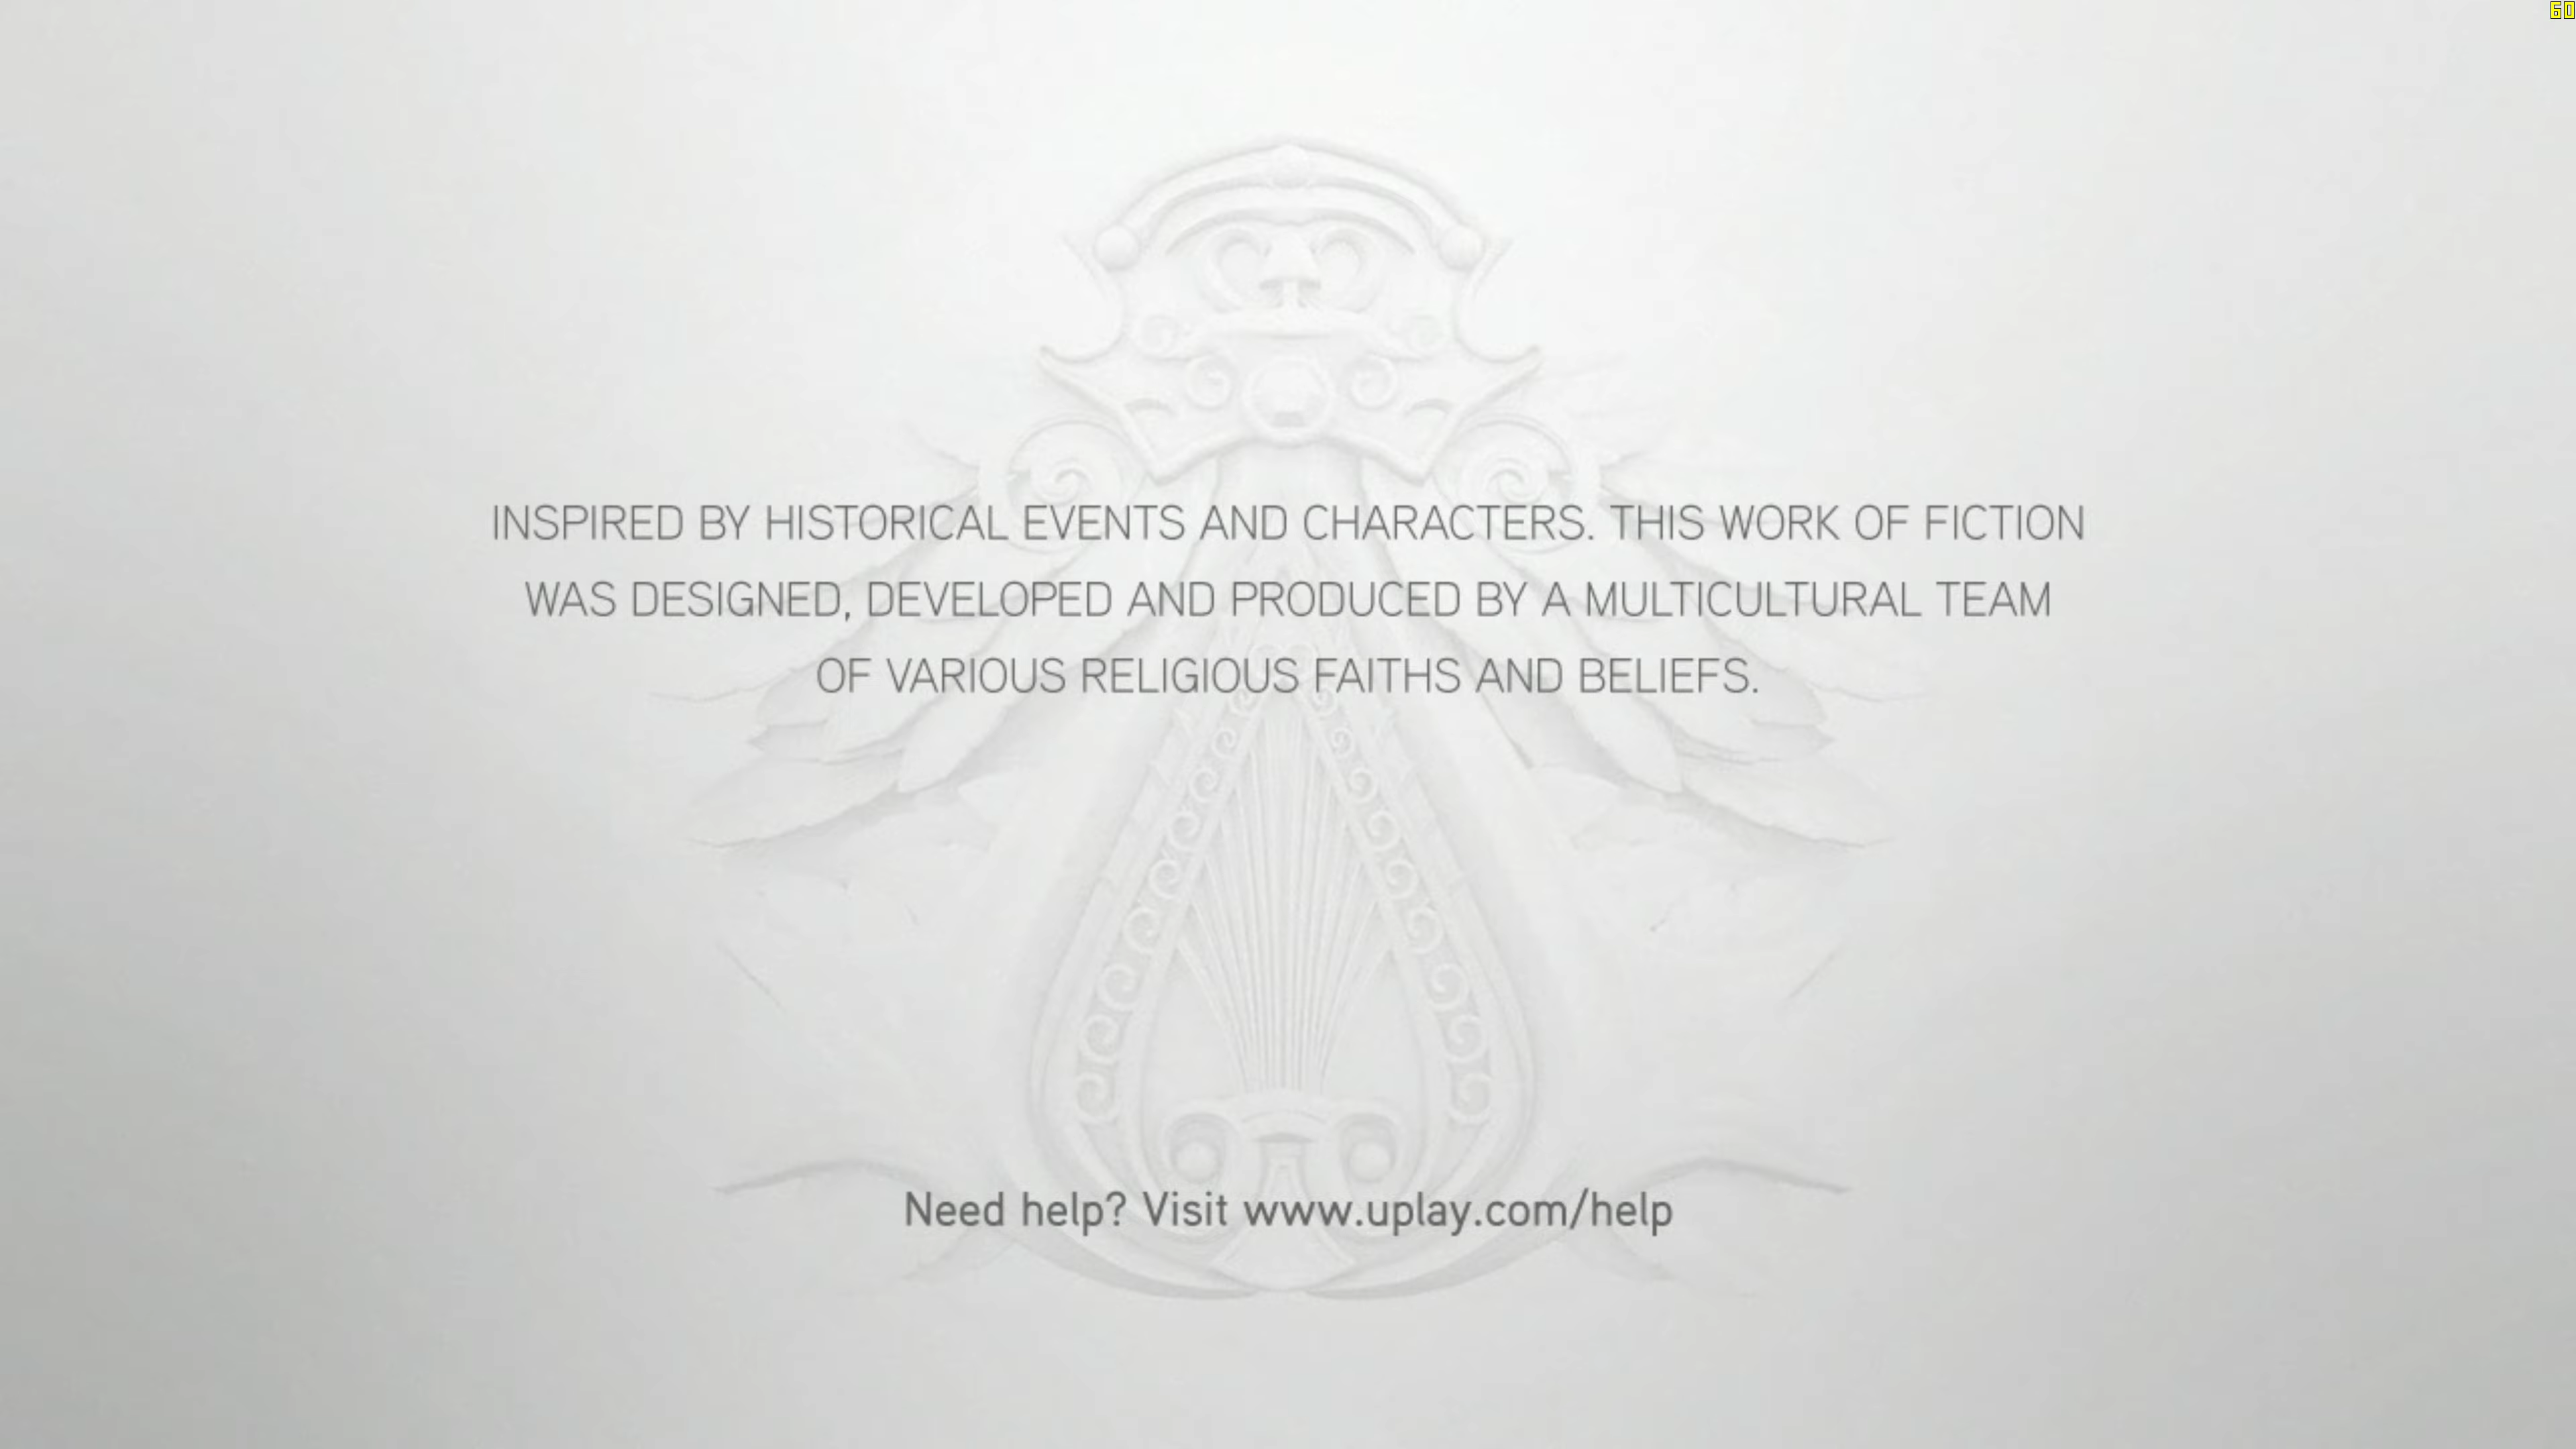 60
INSPIRED BY HISTORICAL EVENTS AND CHARACTERS. THIS WORK OF FICTION
WAS DESIGNED, DEVELOPED AND PRODUCED BY A MULTICULTURAL TEAM
OF VARIOUS RELIGIOUS FAITHS AND BELIEFS.
Need help? Visit www.uplay.com/help